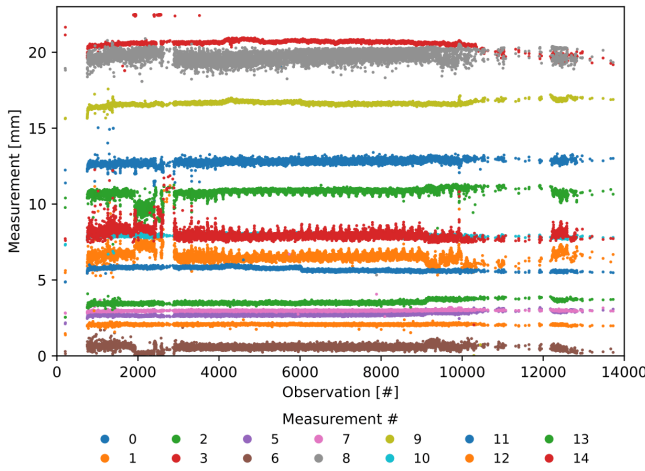 20
15
10
5
0
Measurement [mm]
0 2000 4000 6000 8000 10000 12000 14000
Observation [#]
Measurement #
0 2 5 7 9 11 13
1 3 6 8 10 12 14